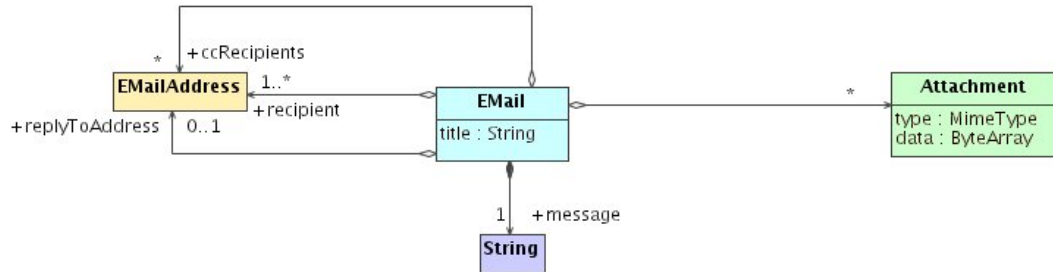 * +ccRecipients
EMailAddress
1..*
+recipient
+replyToAddress 0..1
EMail
title : String
*
Attachment
type : MimeType
data : ByteArray
1 +message
String